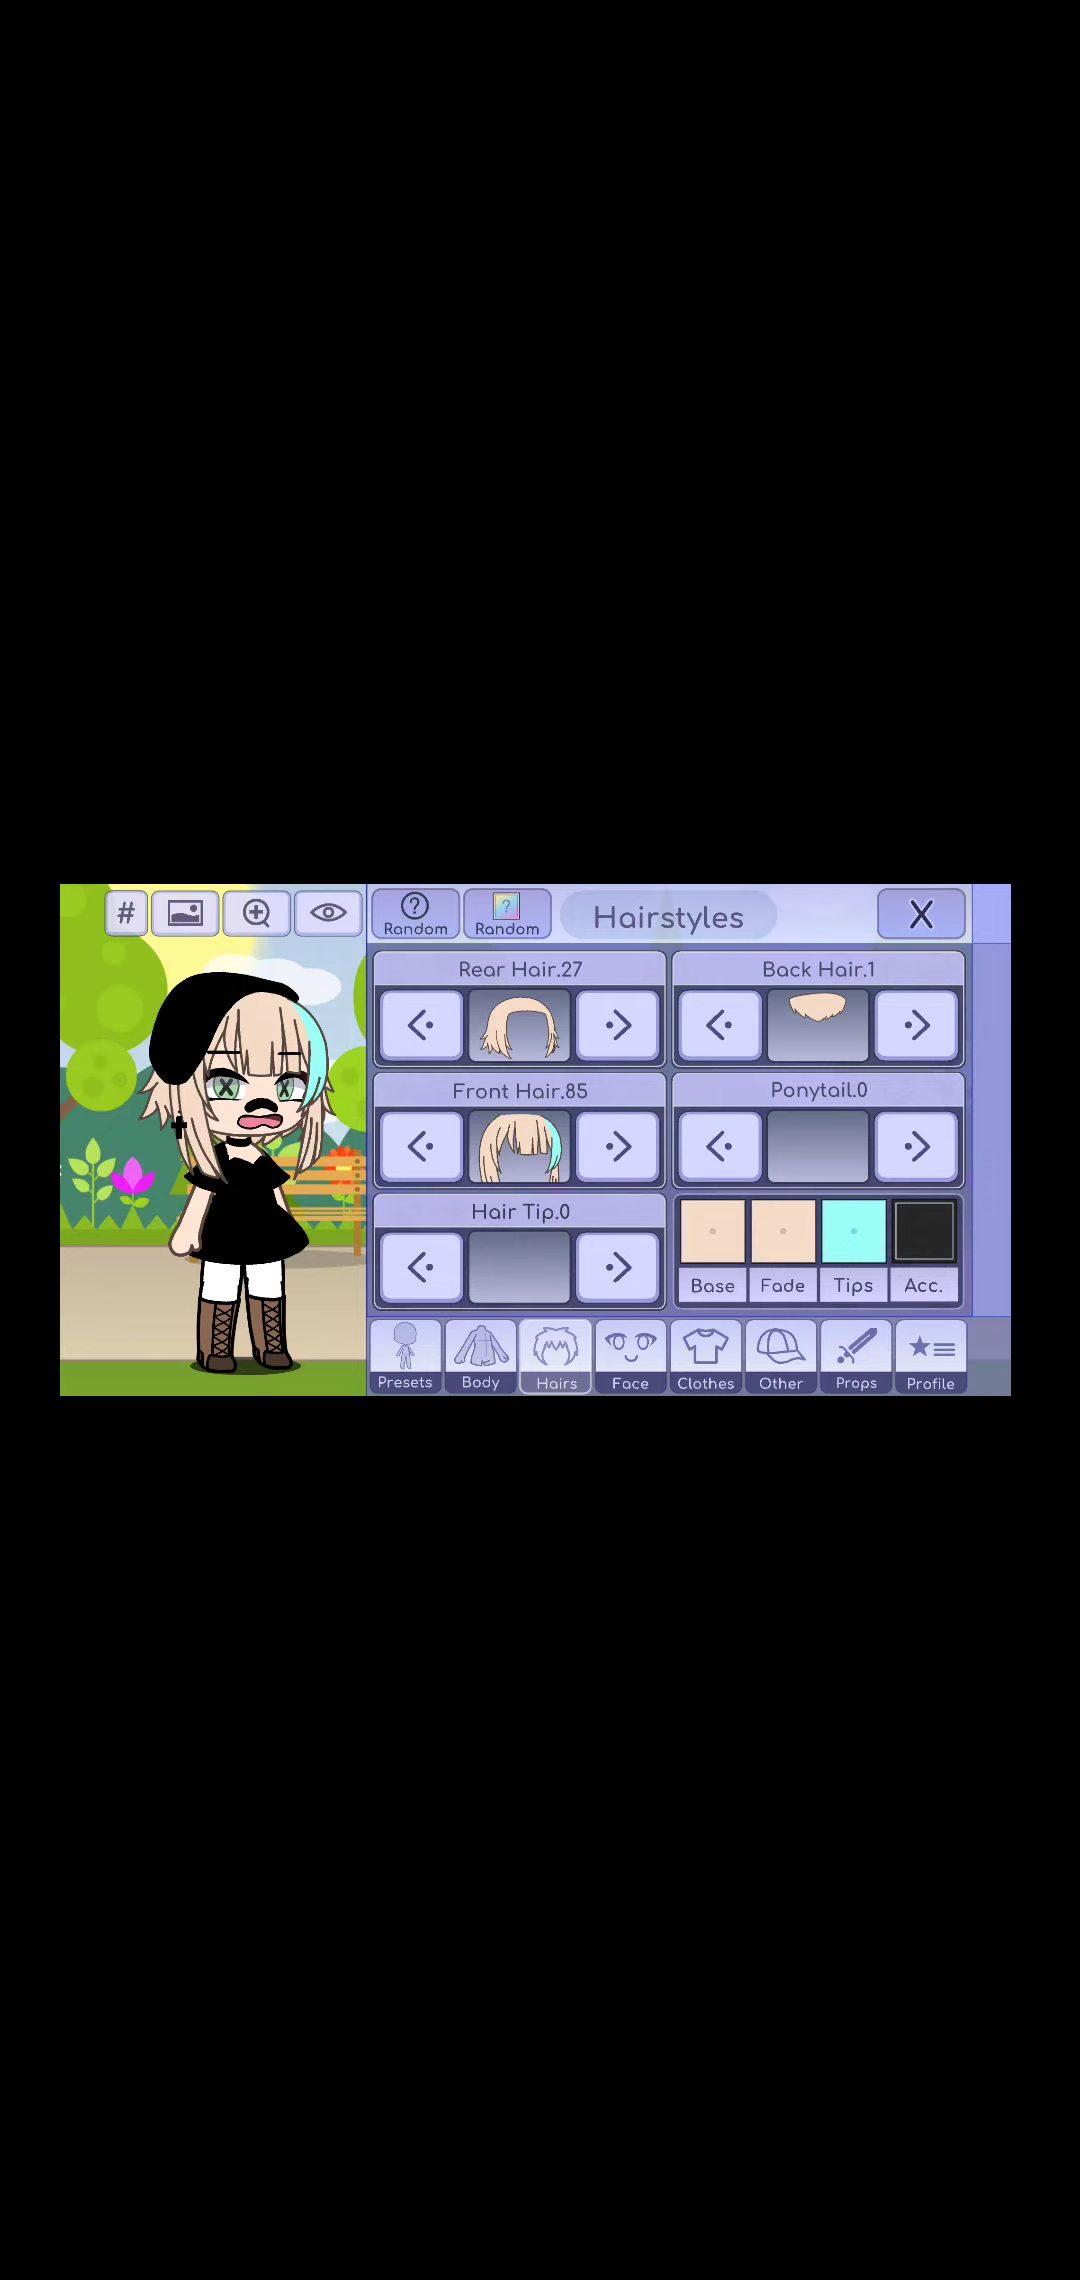 #
Random
Random
Hairstyles
X
Rear Hair.27
Back Hair.1
Front Hair.85
Ponytail.0
Hair Tip.0
Base
Fade
Tips
Acc.
Presets
Body
Hairs
Face
Clothes
Other
Props
Profile